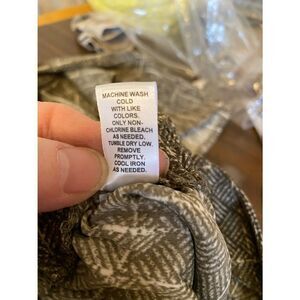 MACHINE WASH
COLD
WITH LIKE
COLORS.
ONLY NON-
CHLORINE BLEACH
AS NEEDED.
TUMBLE DRY LOW.
REMOVE
PROMPTLY.
COOL IRON
AS NEEDED.